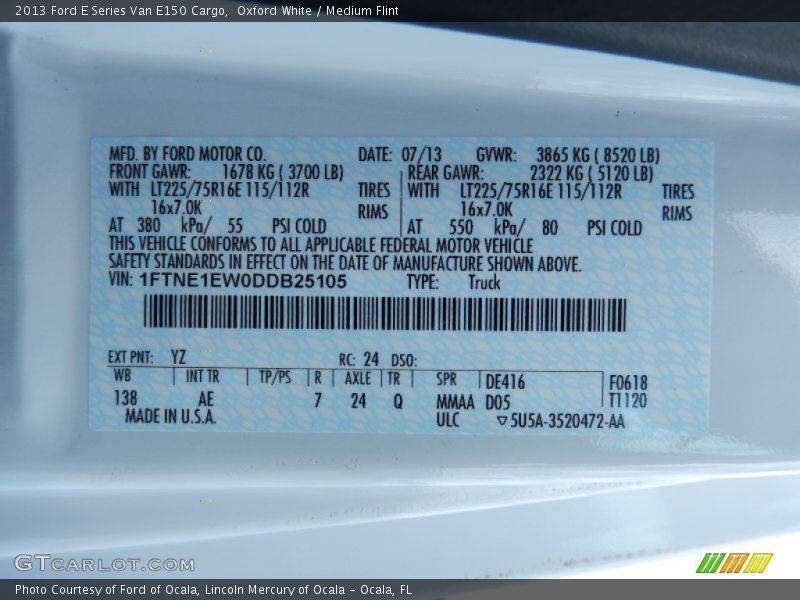 2013 Ford E Series Van E150 Cargo,  Oxford White / Medium Flint
MFD. BY FORD MOTOR CO. DATE: 07/13 GVWR: 3865 KG ( 8520 LB)
FRONT GAWR: 1678 KG ( 3700 LB) REAR GAWR: 2322 KG ( 5120 LB)
WITH LT225/75R16E 115/112R TIRES WITH LT225/75R16E 115/112R TIRES
16x7.0K RIMS 16x7.0K RIMS
AT 380 kPa/ 55 PSI COLD AT 550 kPa/ 80 PSI COLD
THIS VEHICLE CONFORMS TO ALL APPLICABLE FEDERAL MOTOR VEHICLE
SAFETY STANDARDS IN EFFECT ON THE DATE OF MANUFACTURE SHOWN ABOVE.
VIN: 1FTNE1EW0DDB25105 TYPE: Truck
EXT PNT: YZ RC: 24 DSO:
WB INT TR TP/PS R AXLE TR SPR DE416 F0618
138 AE 7 24 Q MMAA D05 T1120
MADE IN U.S.A. ULC ▽5U5A-3520472-AA
GTCARLOT.COM
Photo Courtesy of Ford of Ocala, Lincoln Mercury of Ocala - Ocala, FL